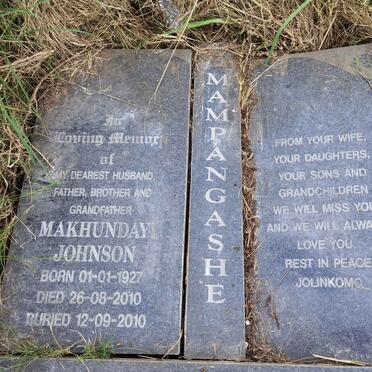 In
Loving Memory
of
MY DEAREST HUSBAND,
FATHER, BROTHER AND
GRANDFATHER
MAKHUNDAYI
JOHNSON
BORN 01-01-1927
DIED 26-08-2010
BURIED 12-09-2010
MAMPANGASHE
FROM YOUR WIFE,
YOUR DAUGHTERS,
YOUR SONS AND
GRANDCHILDREN
WE WILL MISS YOU
AND WE WILL ALWA
LOVE YOU.
REST IN PEACE
JOLINKOMO.